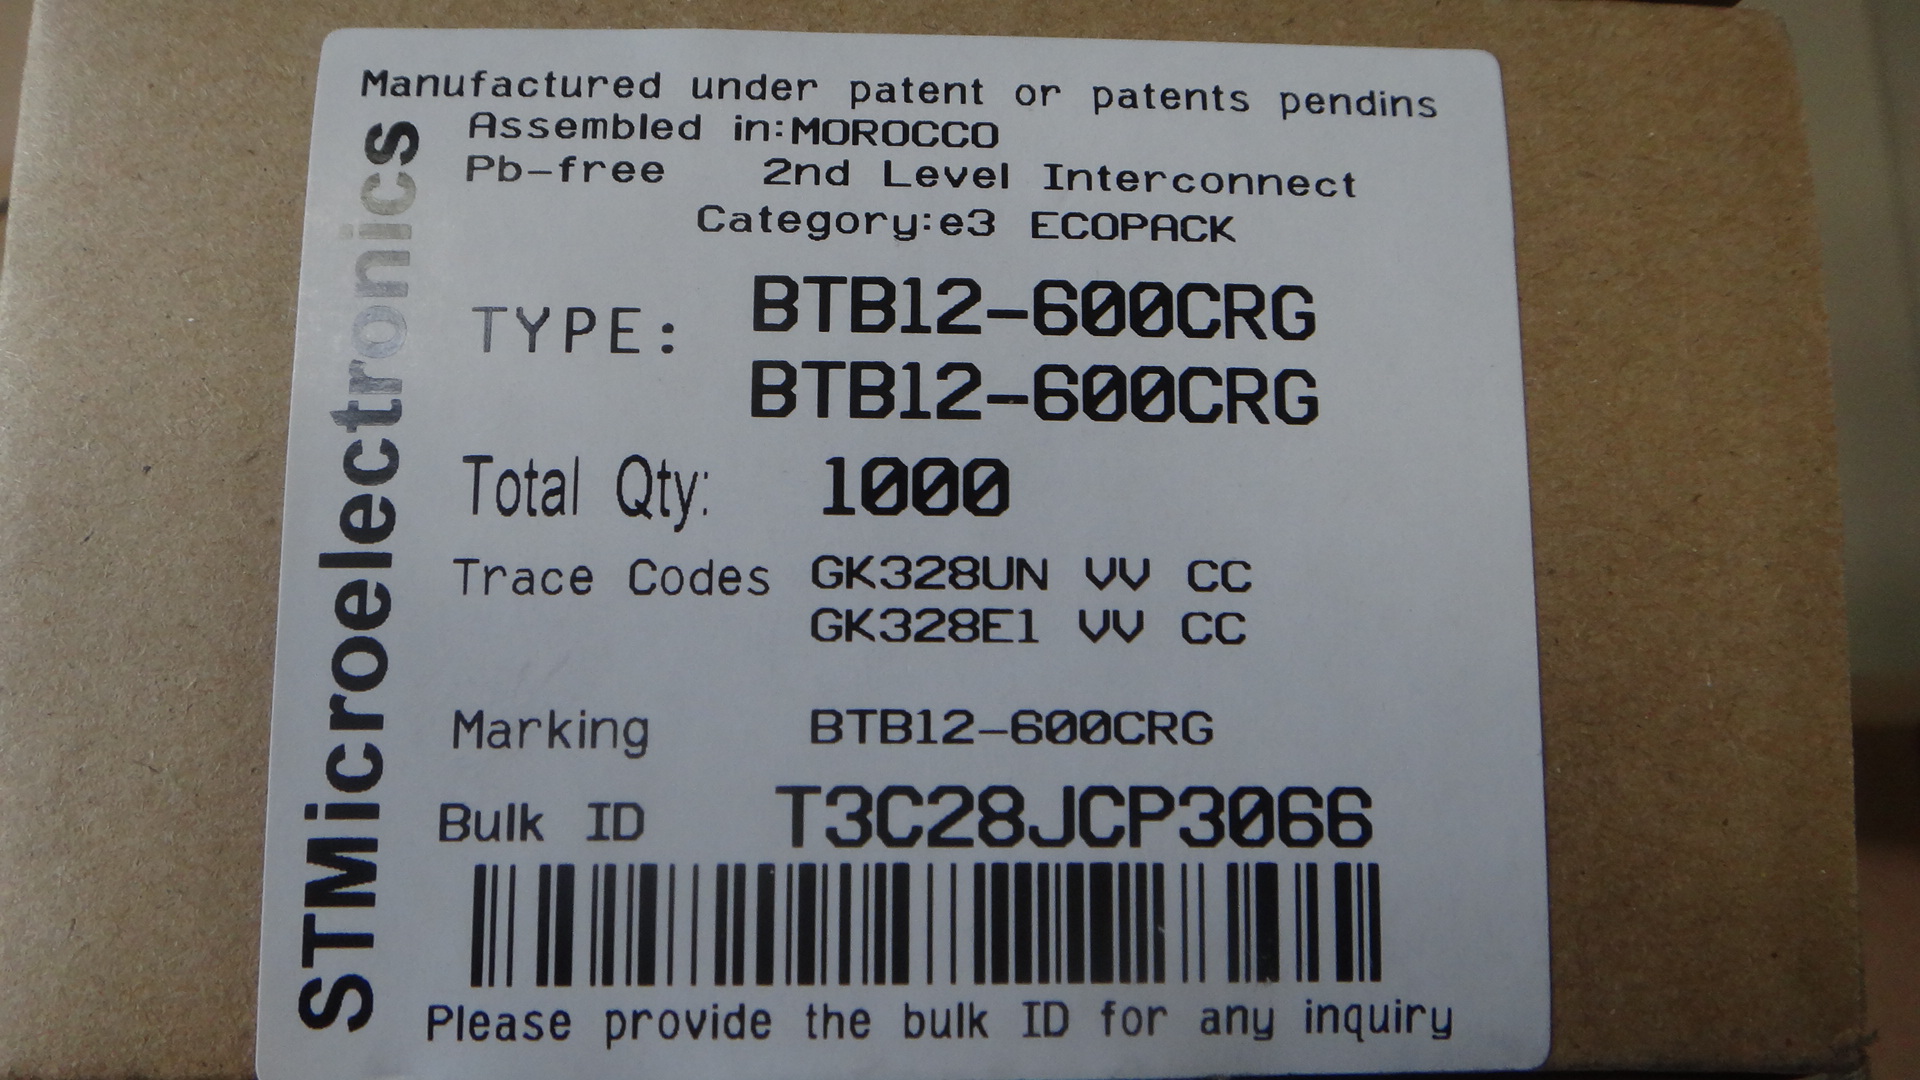 Manufactured under patent or patents pendins
Assembled in:MOROCCO
Pb-free 2nd Level Interconnect
Category:e3 ECOPACK
TYPE: BTB12-600CRG
BTB12-600CRG
Total Qty: 1000
Trace Codes GK328UN VV CC
GK328E1 VV CC
Marking BTB12-600CRG
Bulk ID T3C28JCP3066
Please provide the bulk ID for any inquiry
STMicroelectronics